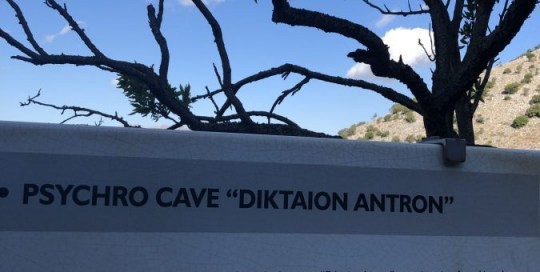 • PSYCHRO CAVE “DIKTAION ANTRON”